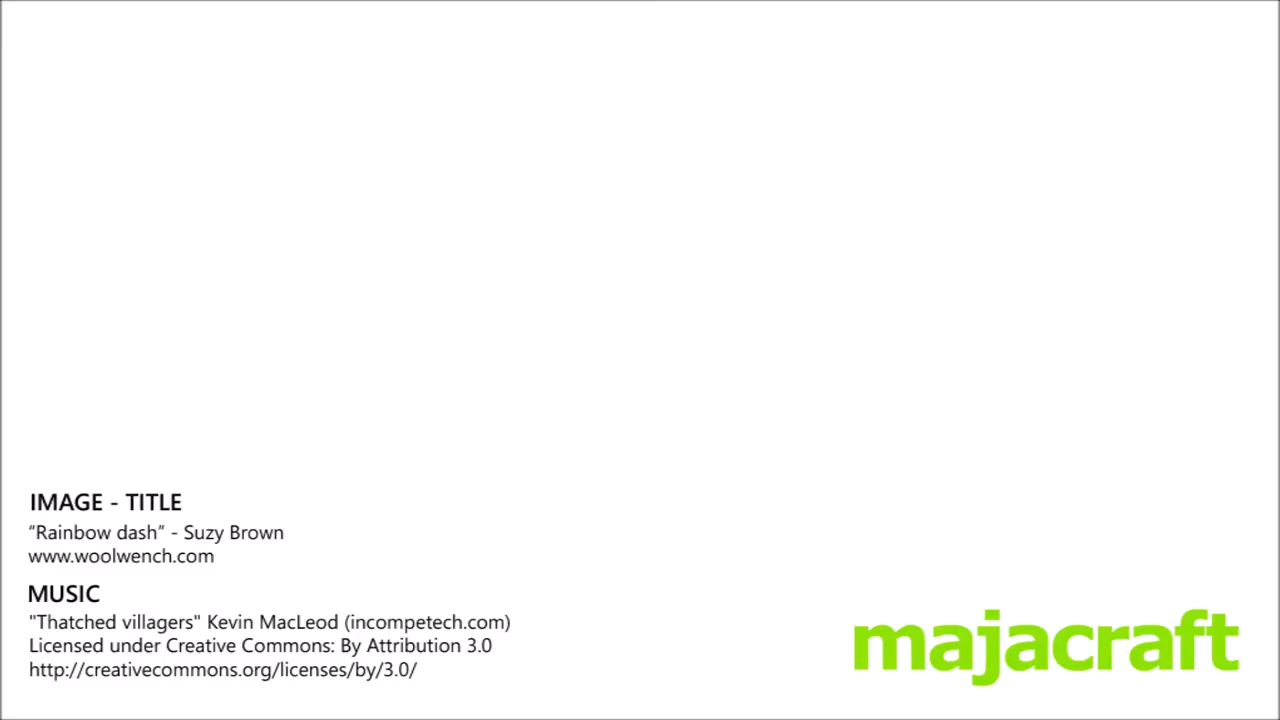 IMAGE - TITLE
“Rainbow dash” - Suzy Brown
www.woolwench.com
MUSIC
"Thatched villagers" Kevin MacLeod (incompetech.com)
Licensed under Creative Commons: By Attribution 3.0
http://creativecommons.org/licenses/by/3.0/
majacraft